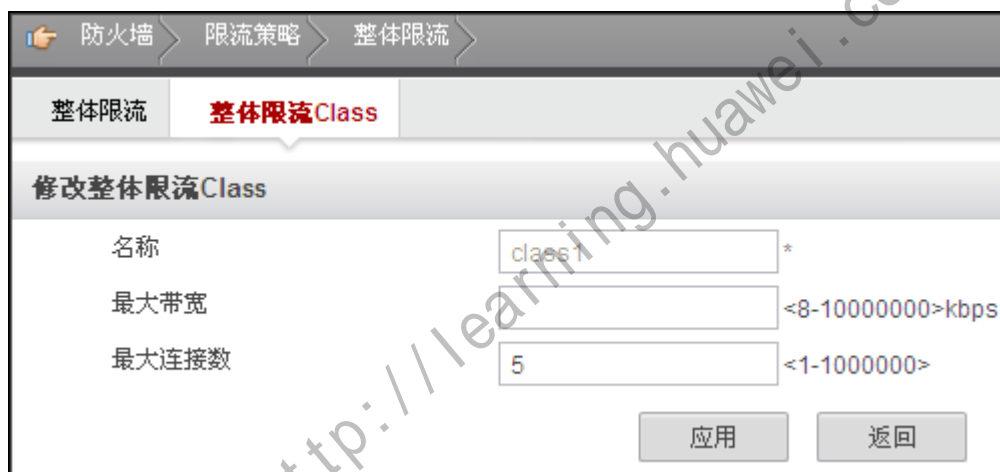 防火墙 限流策略 整体限流
整体限流 整体限流Class
修改整体限流Class
名称 class1 *
最大带宽 <8-10000000>kbps
最大连接数 5 <1-1000000>
应用 返回
ttp://learning.huawei.co